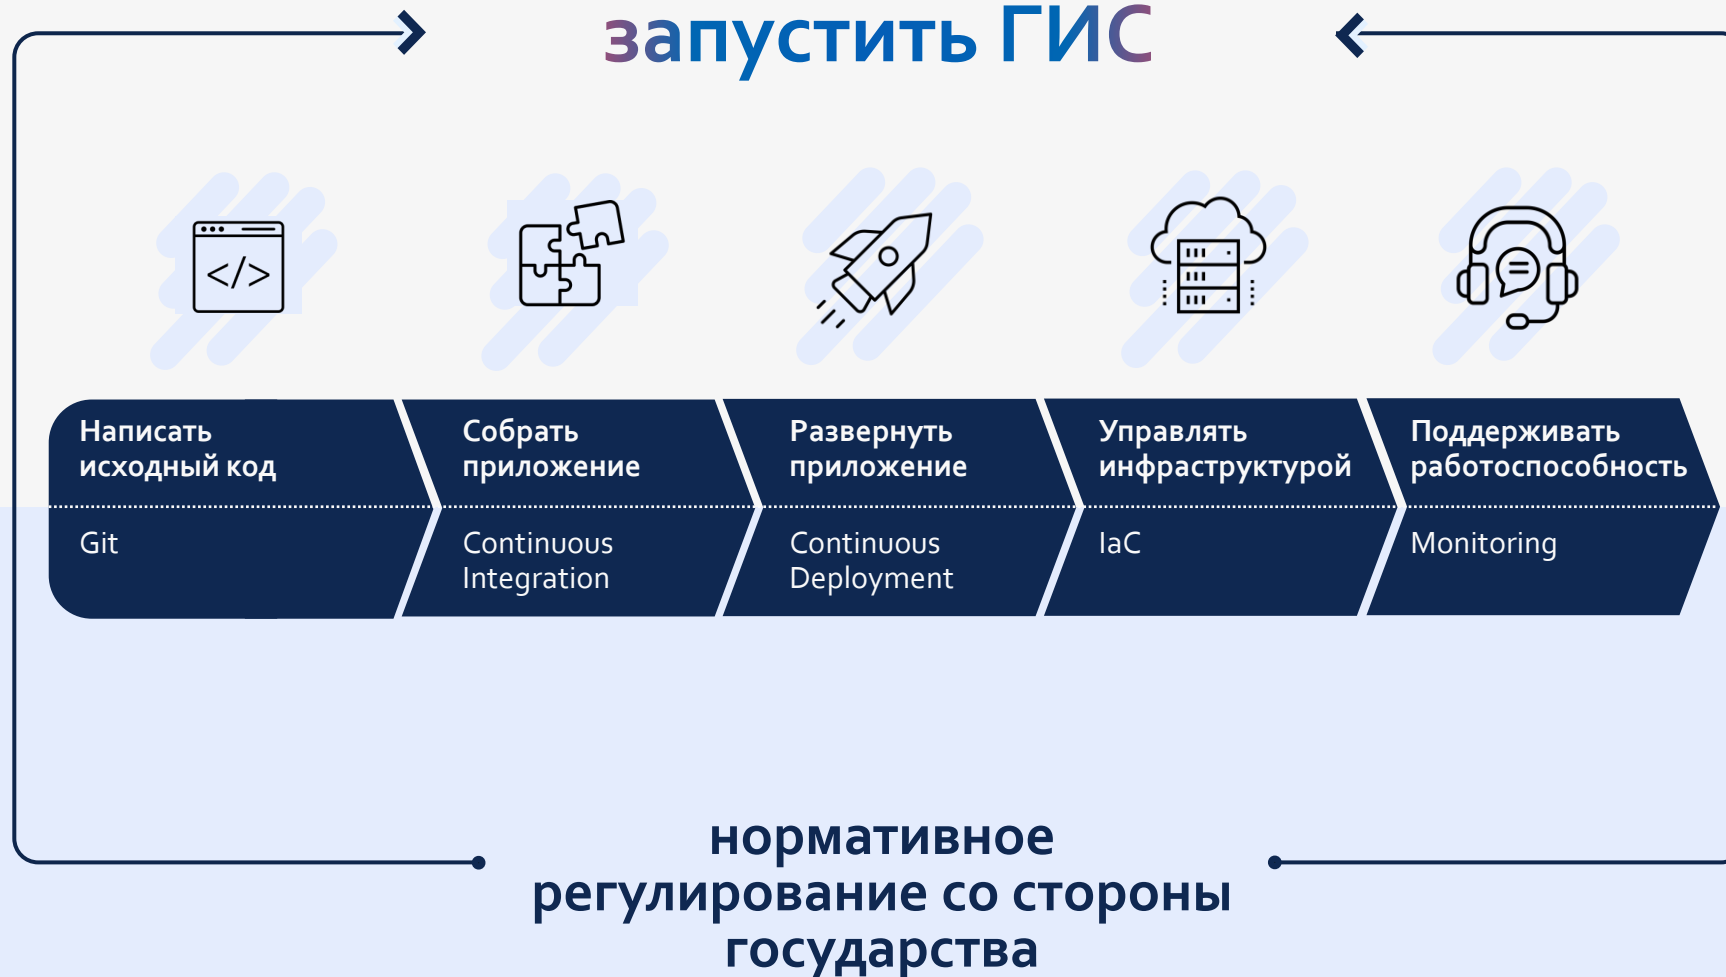 запустить ГИС
</>
Написать
исходный код
Git
Собрать
приложение
Continuous
Integration
Развернуть
приложение
Continuous
Deployment
Управлять
инфраструктурой
IaC
Поддерживать
работоспособность
Monitoring
нормативное
регулирование со стороны
государства